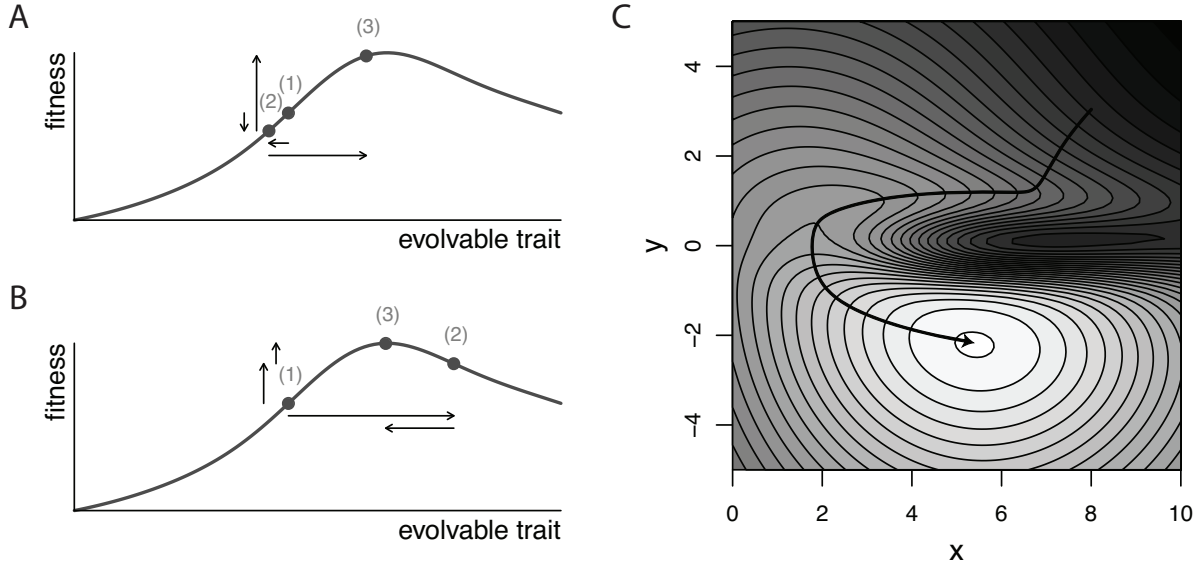 A
fitness
(1)
(2)
(3)
evolvable trait
B
fitness
(1)
(2)
(3)
evolvable trait
C
y
4
2
0
−2
−4
0 2 4 6 8 10
x